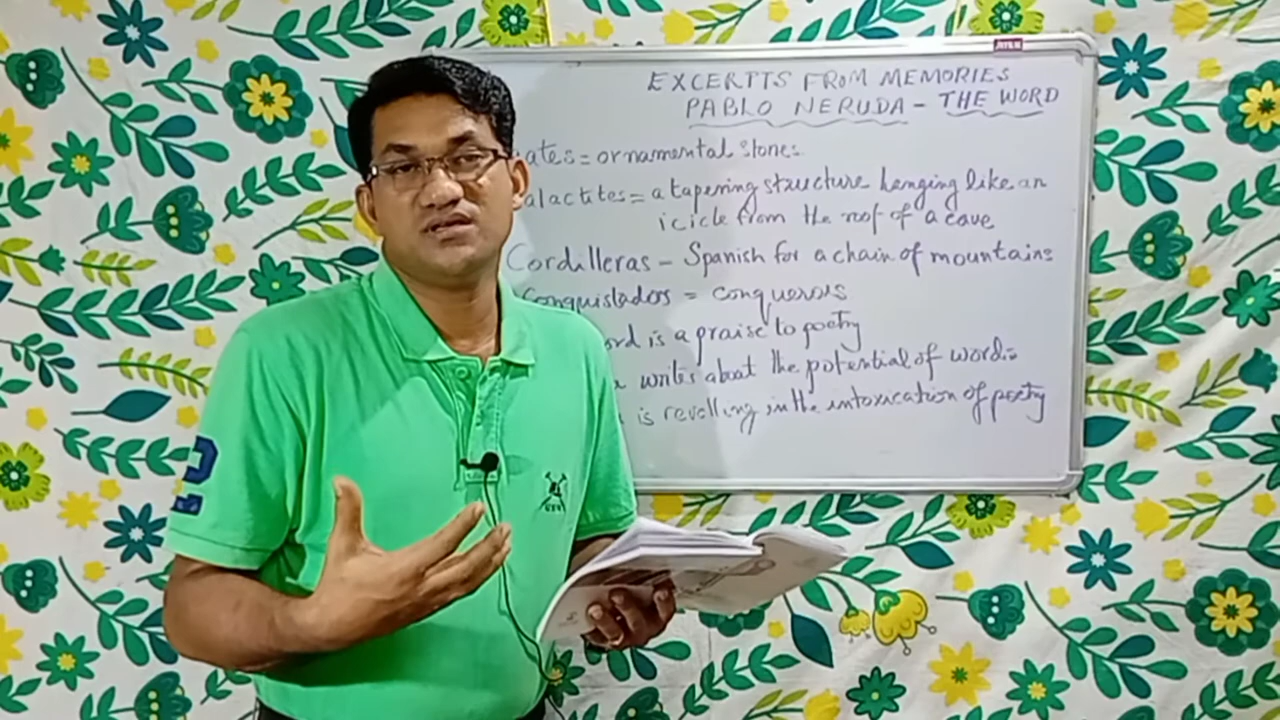 EXCERPTS FROM MEMORIES
PABLO NERUDA - THE WORD
ates = ornamental stones
alactites = a tapering structure hanging like an
icicle from the roof of a cave
Cordilleras - Spanish for a chain of mountains
Conquistadors = conquerors
ord is a praise to poetry
writes about the potential of words
is revelling in the intoxication of poetry
2